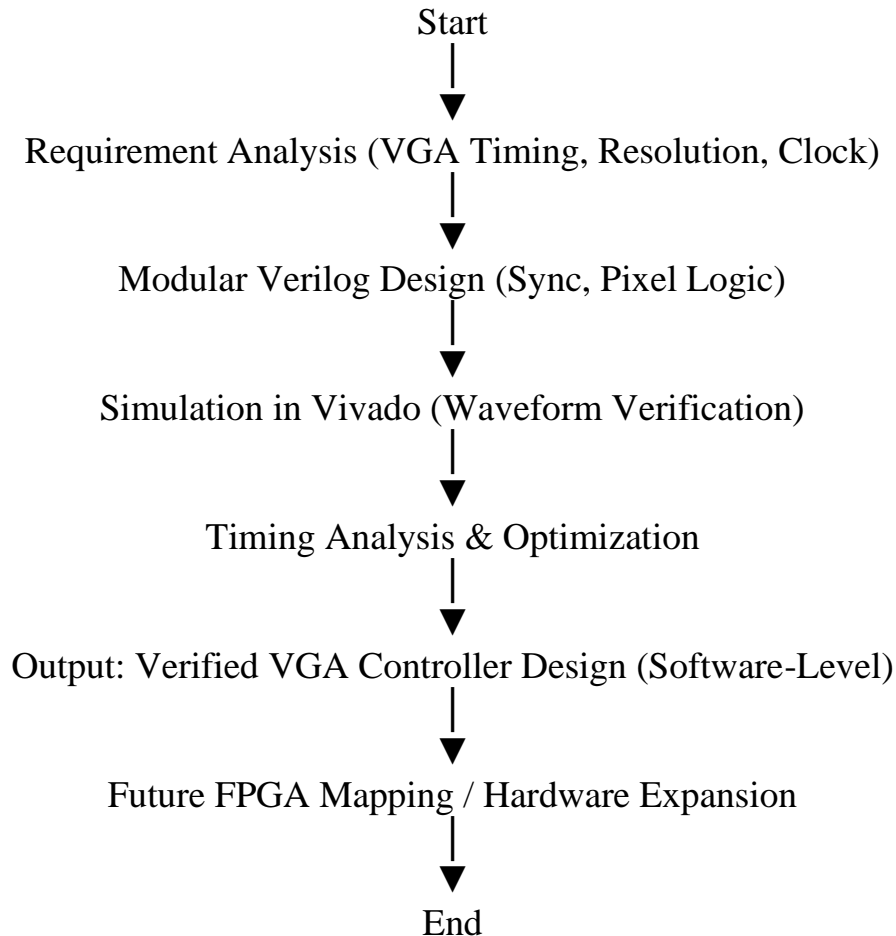 Start
Requirement Analysis (VGA Timing, Resolution, Clock)
Modular Verilog Design (Sync, Pixel Logic)
Simulation in Vivado (Waveform Verification)
Timing Analysis & Optimization
Output: Verified VGA Controller Design (Software-Level)
Future FPGA Mapping / Hardware Expansion
End